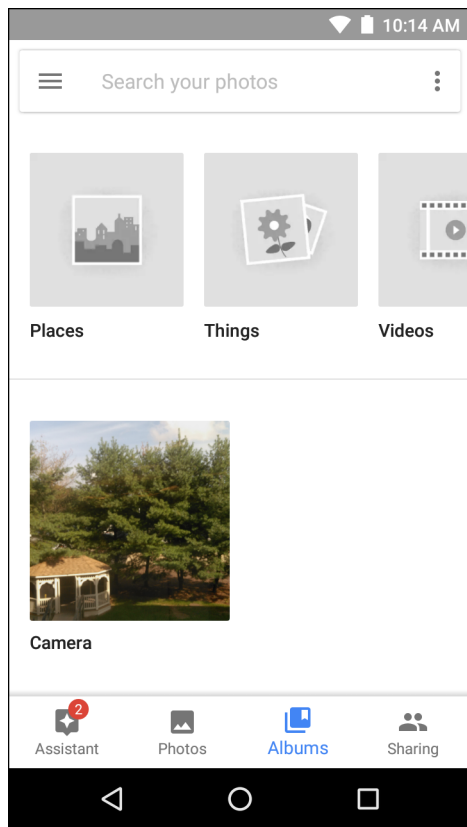 10:14 AM
Search your photos
Places Things Videos
Camera
2
Assistant Photos Albums Sharing